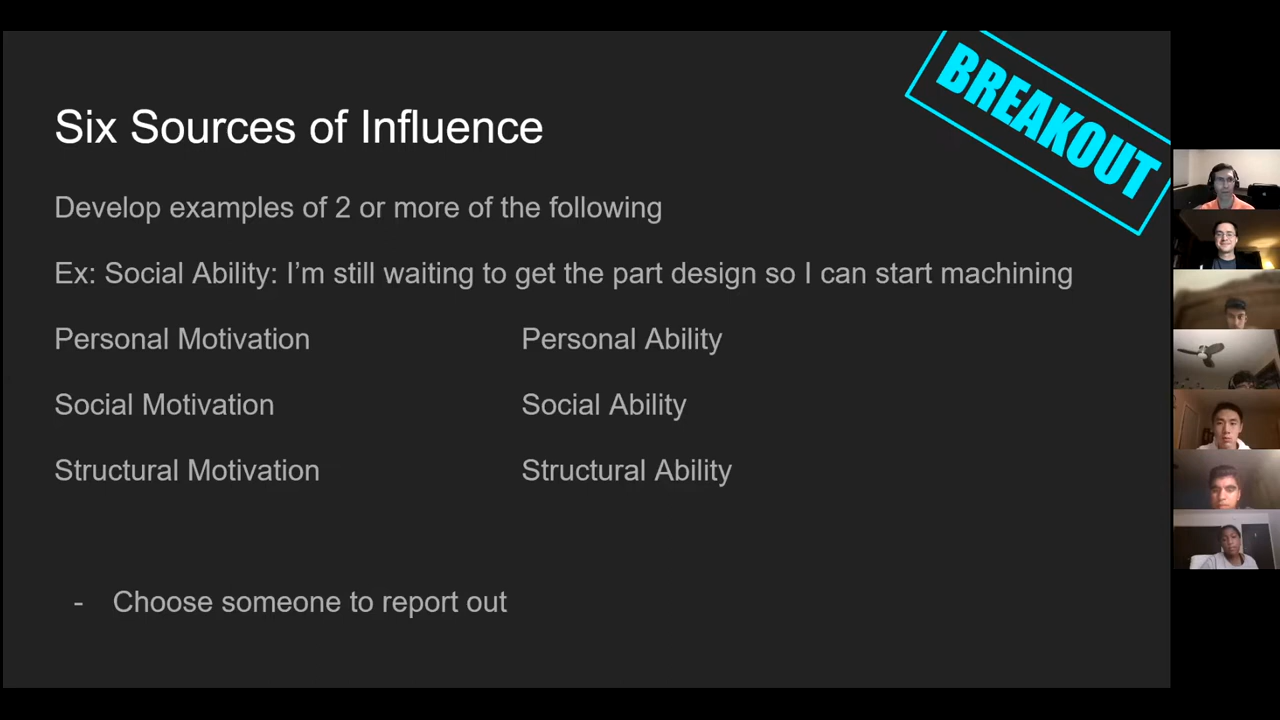 BREAKOUT
Six Sources of Influence
Develop examples of 2 or more of the following
Ex: Social Ability: I’m still waiting to get the part design so I can start machining
Personal Motivation Personal Ability
Social Motivation Social Ability
Structural Motivation Structural Ability
- Choose someone to report out